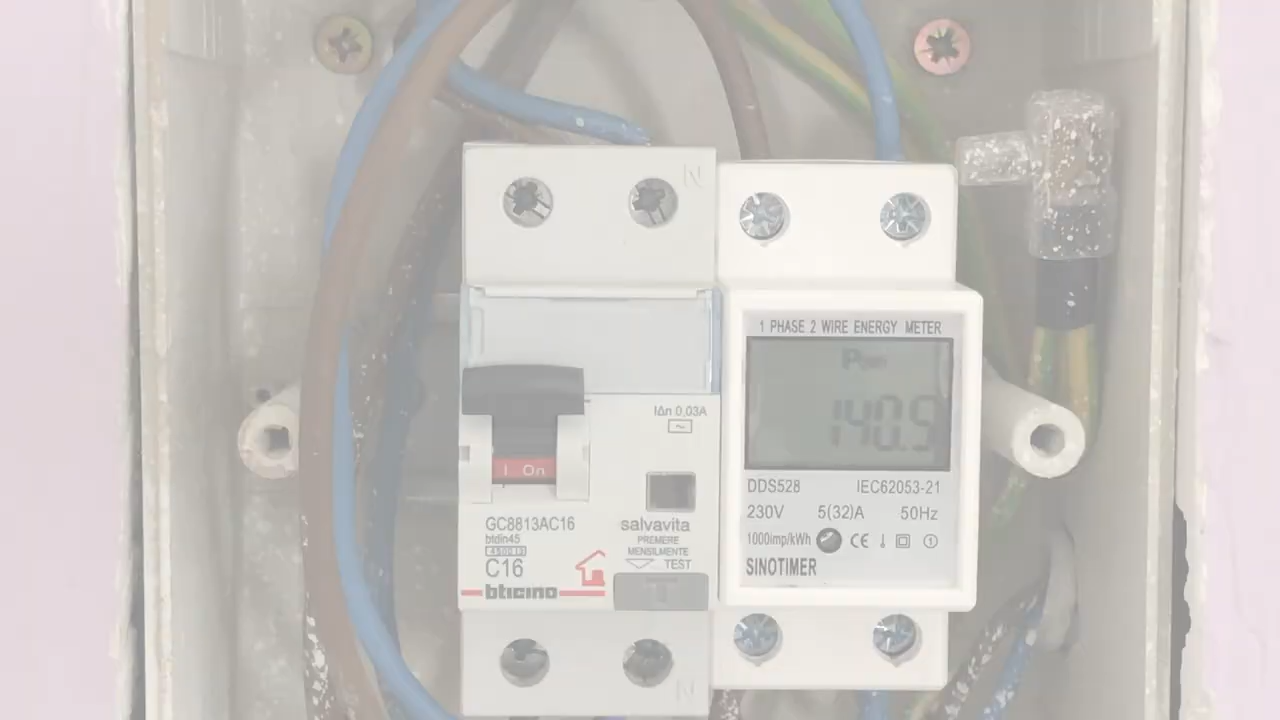 N
IΔn 0,03A
I On
GC8813AC16
btdin45
C16
bticino
salvavita
PREMERE
MENSILMENTE
TEST
T
N
1 PHASE 2 WIRE ENERGY METER
140.9
DDS528 IEC62053-21
230V 5(32)A 50Hz
1000imp/kWh CE
SINOTIMER